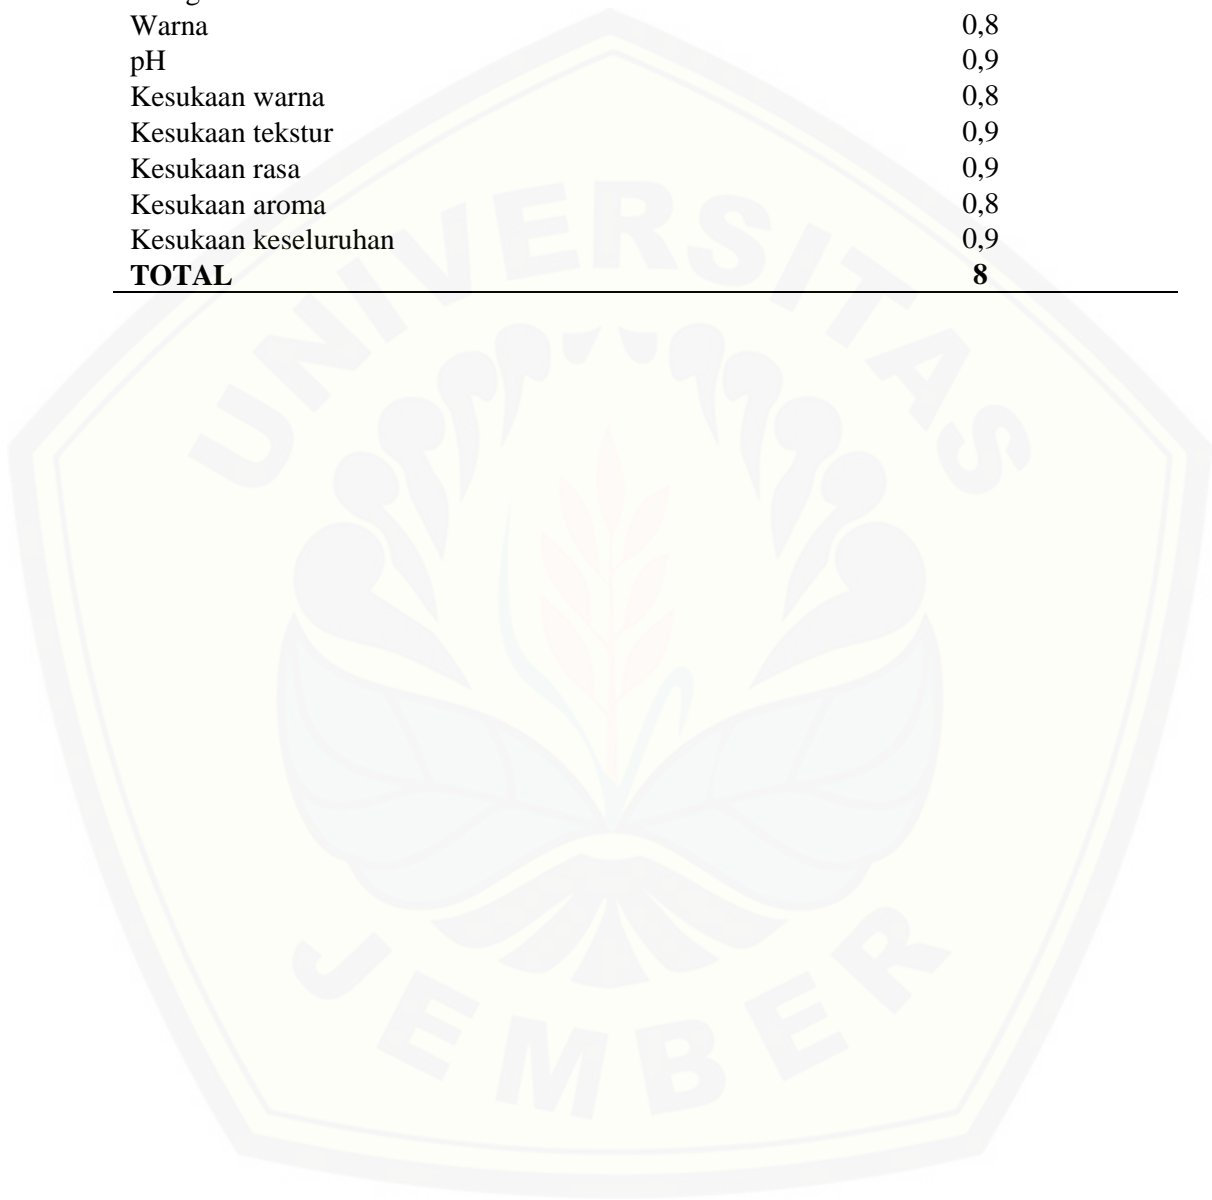 Warna 0,8
pH 0,9
Kesukaan warna 0,8
Kesukaan tekstur 0,9
Kesukaan rasa 0,9
Kesukaan aroma 0,8
Kesukaan keseluruhan 0,9
TOTAL 8
UNIVERSITAS
JEMBER